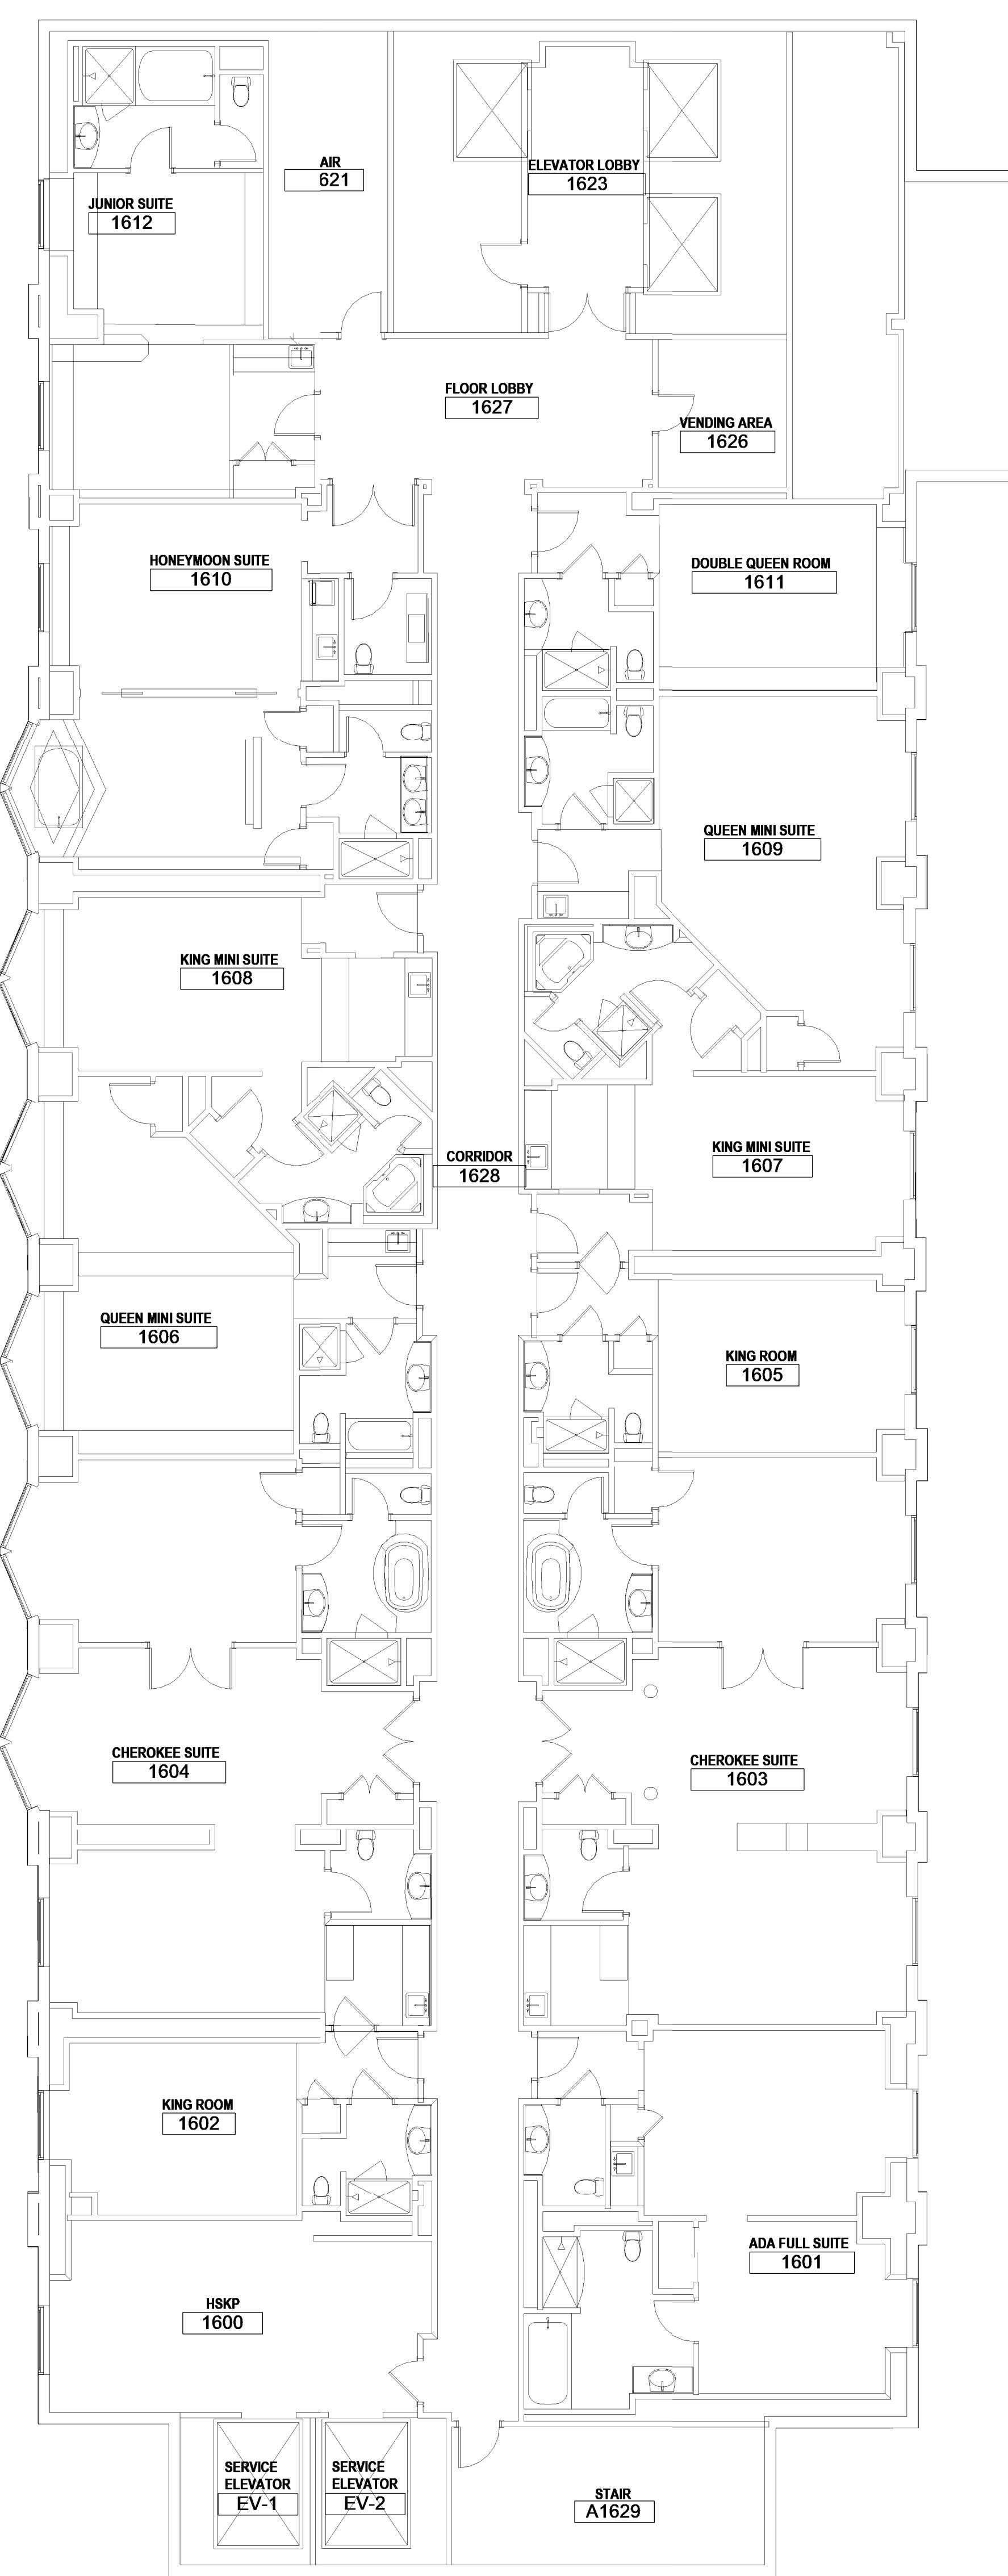 AIR
621
ELEVATOR LOBBY
1623
JUNIOR SUITE
1612
FLOOR LOBBY
1627
VENDING AREA
1626
HONEYMOON SUITE
1610
DOUBLE QUEEN ROOM
1611
QUEEN MINI SUITE
1609
KING MINI SUITE
1608
CORRIDOR
1628
KING MINI SUITE
1607
QUEEN MINI SUITE
1606
KING ROOM
1605
CHEROKEE SUITE
1604
CHEROKEE SUITE
1603
KING ROOM
1602
ADA FULL SUITE
1601
HSKP
1600
SERVICE
ELEVATOR
EV-1
SERVICE
ELEVATOR
EV-2
STAIR
A1629